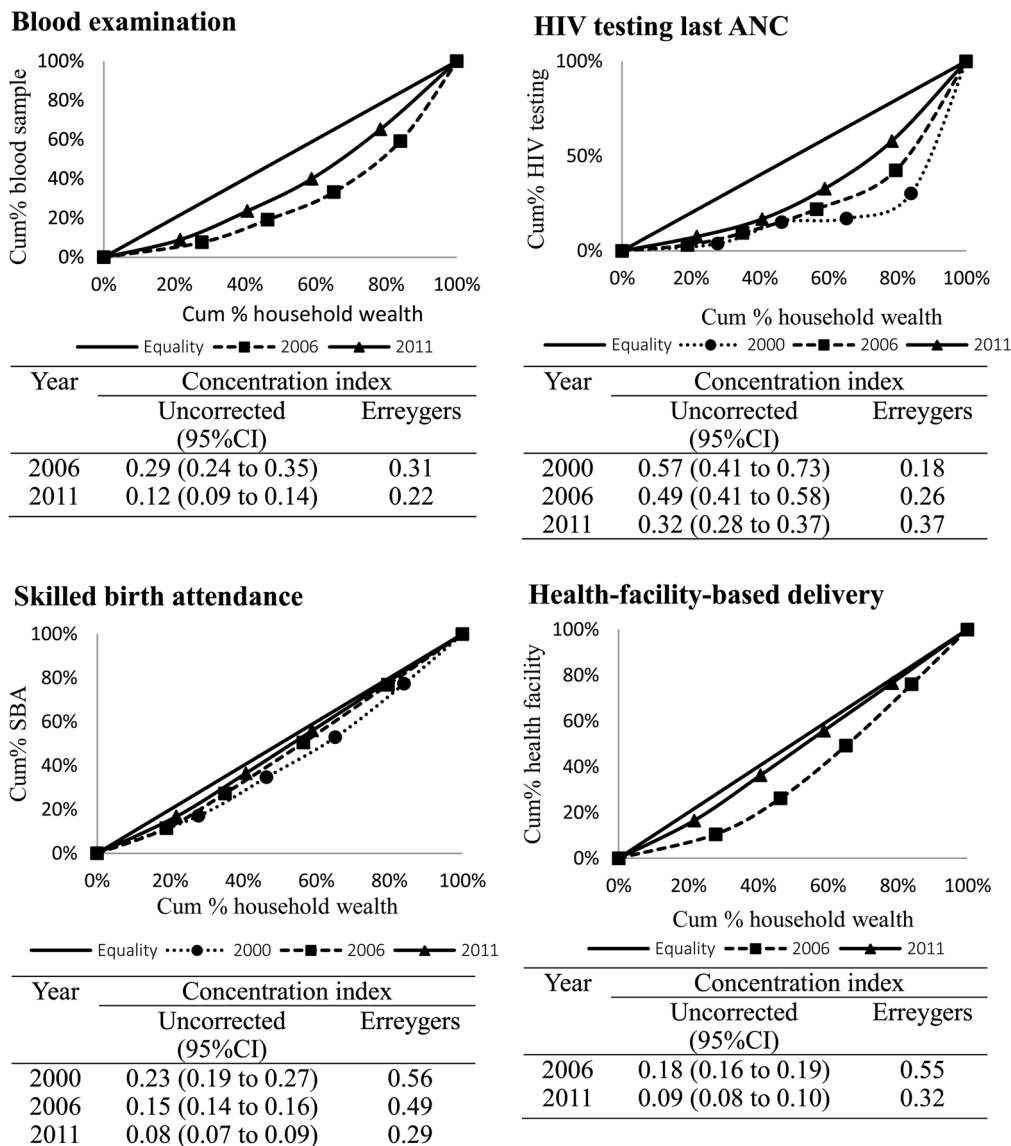 Blood examination
Cum% blood sample
100%
80%
60%
40%
20%
0%
0% 20% 40% 60% 80% 100%
Cum % household wealth
Equality 2006 2011
Year Concentration index
Uncorrected Erreygers
(95%CI)
2006 0.29 (0.24 to 0.35) 0.31
2011 0.12 (0.09 to 0.14) 0.22
HIV testing last ANC
Cum% HIV testing
100%
50%
0%
0% 20% 40% 60% 80% 100%
Cum % household wealth
Equality 2000 2006 2011
Year Concentration index
Uncorrected Erreygers
(95%CI)
2000 0.57 (0.41 to 0.73) 0.18
2006 0.49 (0.41 to 0.58) 0.26
2011 0.32 (0.28 to 0.37) 0.37
Skilled birth attendance
Cum% SBA
100%
80%
60%
40%
20%
0%
0% 20% 40% 60% 80% 100%
Cum % household wealth
Equality 2000 2006 2011
Year Concentration index
Uncorrected Erreygers
(95%CI)
2000 0.23 (0.19 to 0.27) 0.56
2006 0.15 (0.14 to 0.16) 0.49
2011 0.08 (0.07 to 0.09) 0.29
Health-facility-based delivery
Cum% health facility
100%
80%
60%
40%
20%
0%
0% 20% 40% 60% 80% 100%
Cum % household wealth
Equality 2006 2011
Year Concentration index
Uncorrected Erreygers
(95%CI)
2006 0.18 (0.16 to 0.19) 0.55
2011 0.09 (0.08 to 0.10) 0.32